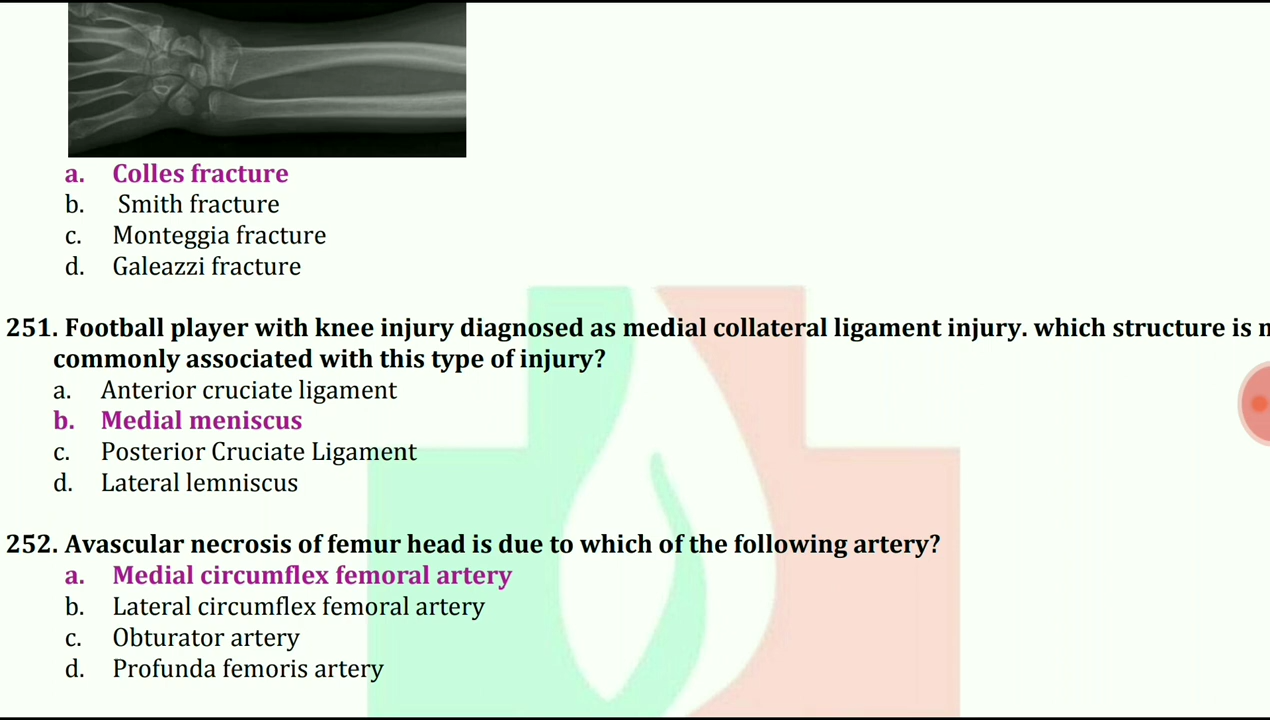 a. Colles fracture
b. Smith fracture
c. Monteggia fracture
d. Galeazzi fracture
251. Football player with knee injury diagnosed as medial collateral ligament injury. which structure is
commonly associated with this type of injury?
a. Anterior cruciate ligament
b. Medial meniscus
c. Posterior Cruciate Ligament
d. Lateral lemniscus
252. Avascular necrosis of femur head is due to which of the following artery?
a. Medial circumflex femoral artery
b. Lateral circumflex femoral artery
c. Obturator artery
d. Profunda femoris artery